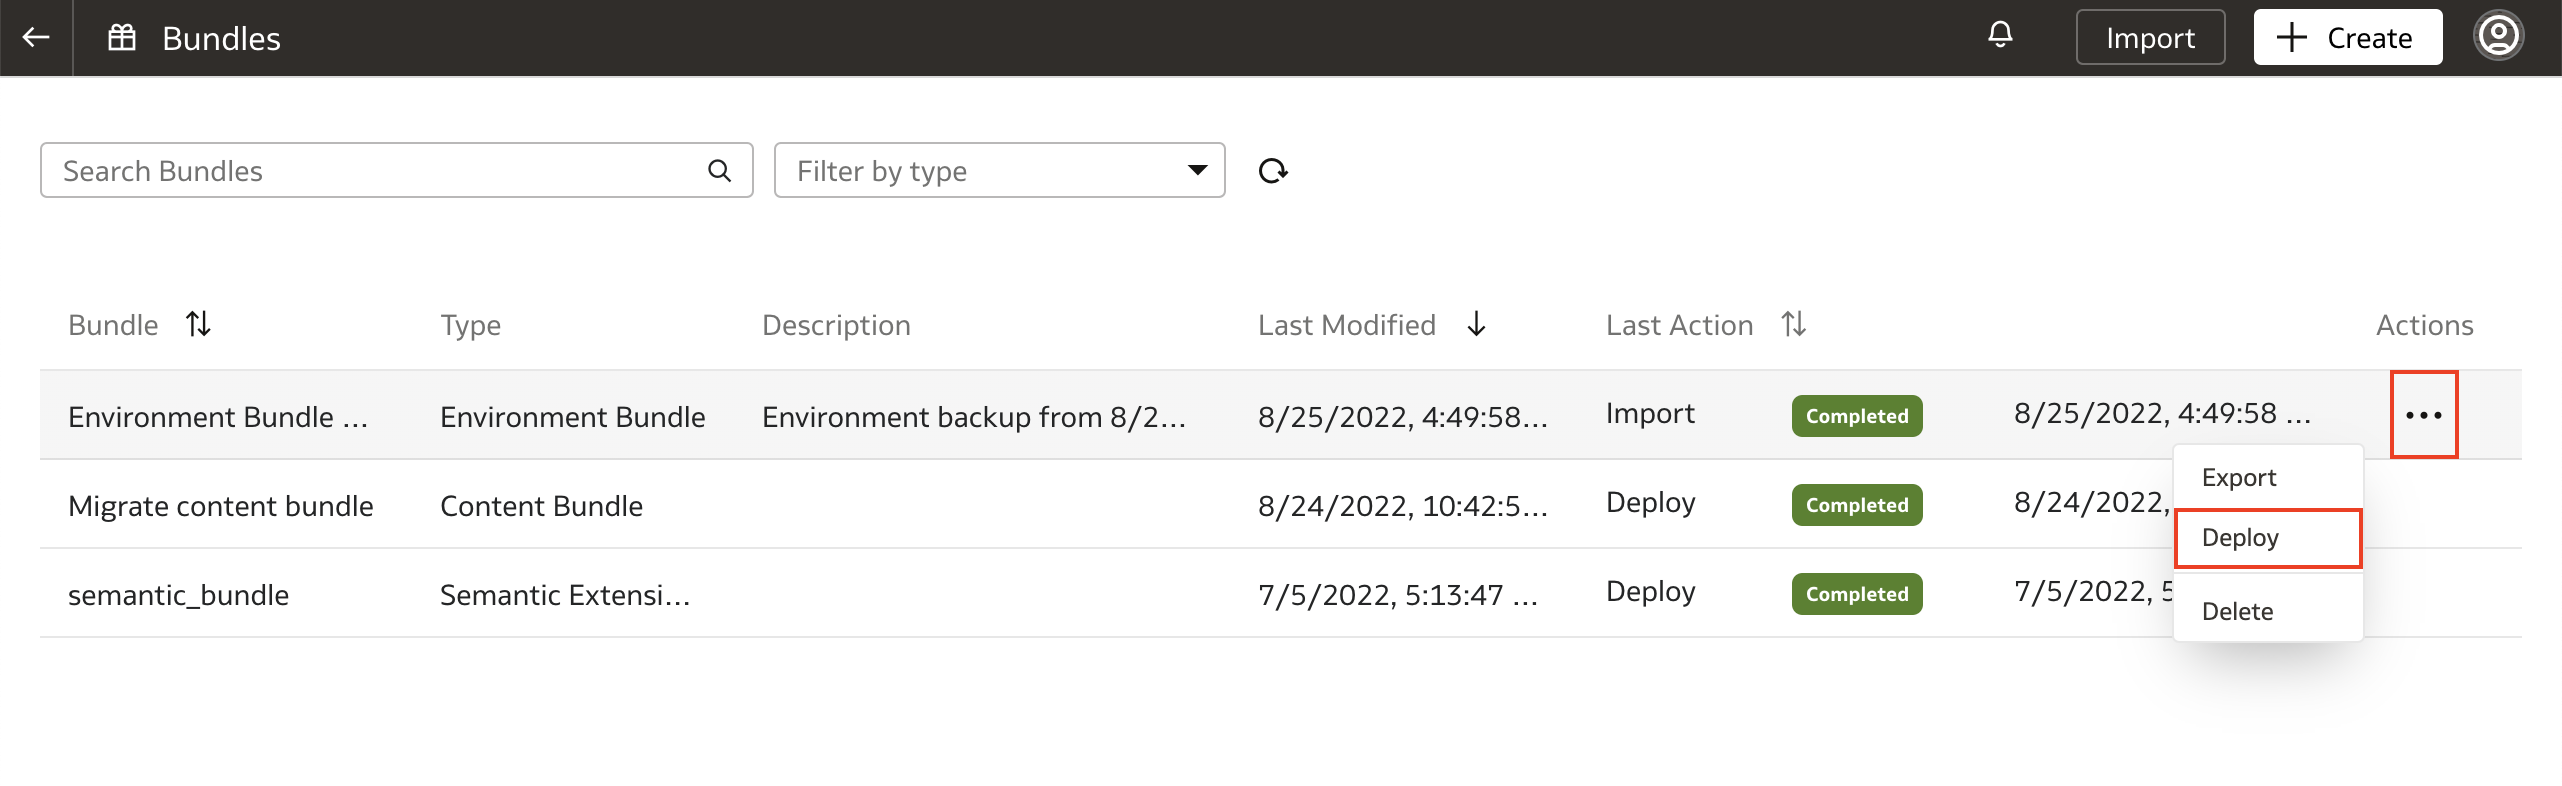 Bundles Import Create
Search Bundles Filter by type
Bundle Type Description Last Modified Last Action Actions
Environment Bundle ... Environment Bundle Environment backup from 8/2... 8/25/2022, 4:49:58... Import Completed 8/25/2022, 4:49:58 ...
Export
Migrate content bundle Content Bundle 8/24/2022, 10:42:5... Deploy Completed 8/24/2022,
Deploy
semantic_bundle Semantic Extensi... 7/5/2022, 5:13:47 ... Deploy Completed 7/5/2022, 5
Delete